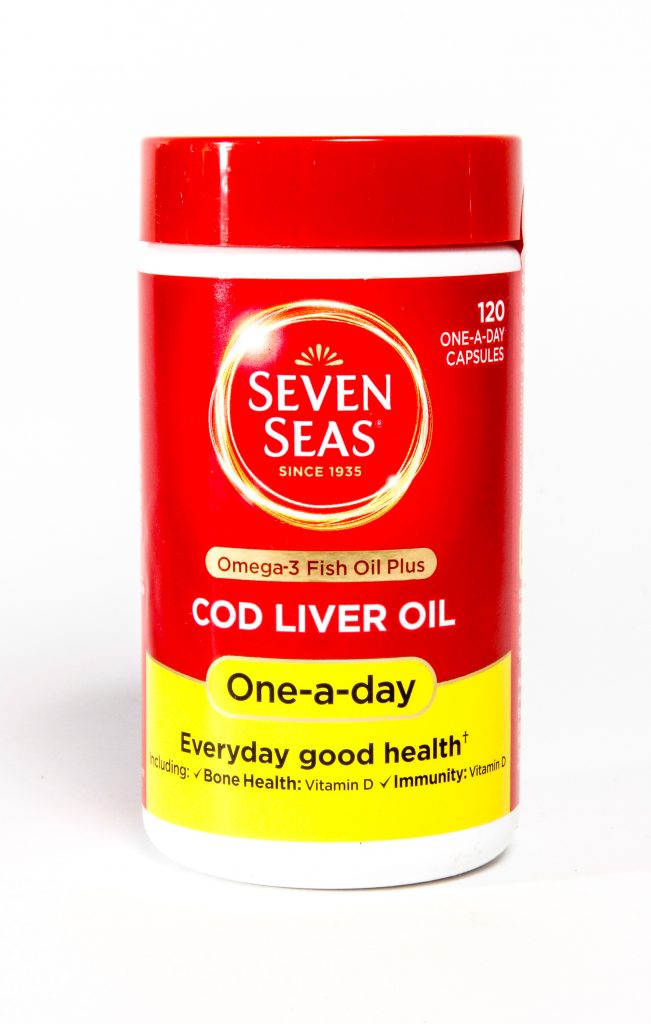 120
ONE-A-DAY
CAPSULES
SEVEN
SEAS®
SINCE 1935
Omega-3 Fish Oil Plus
COD LIVER OIL
One-a-day
Everyday good health†
ncluding: ✓Bone Health: Vitamin D ✓Immunity: Vitamin D